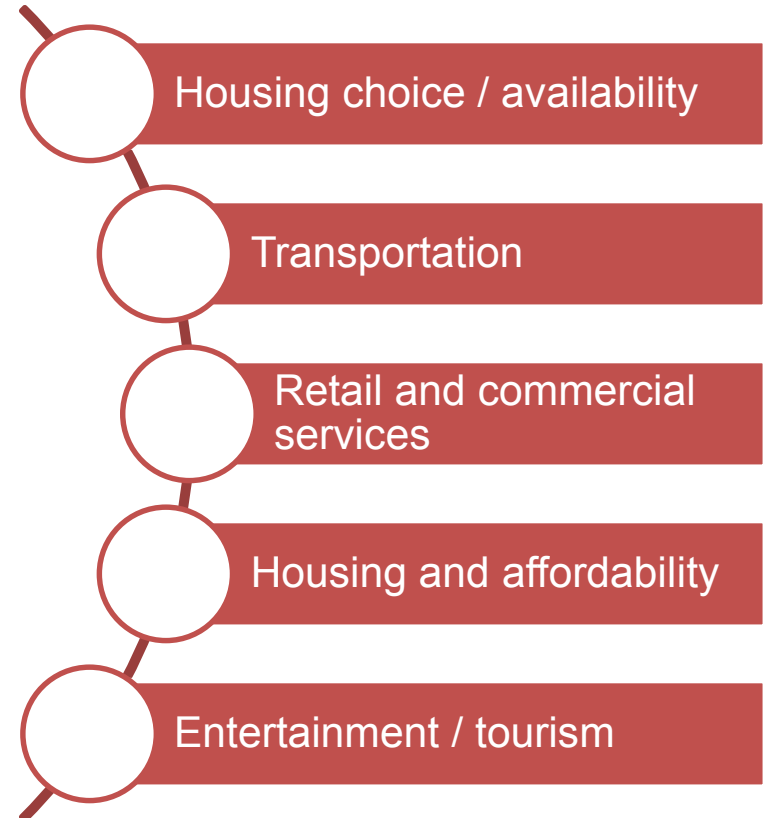 Housing choice / availability
Transportation
Retail and commercial
services
Housing and affordability
Entertainment / tourism